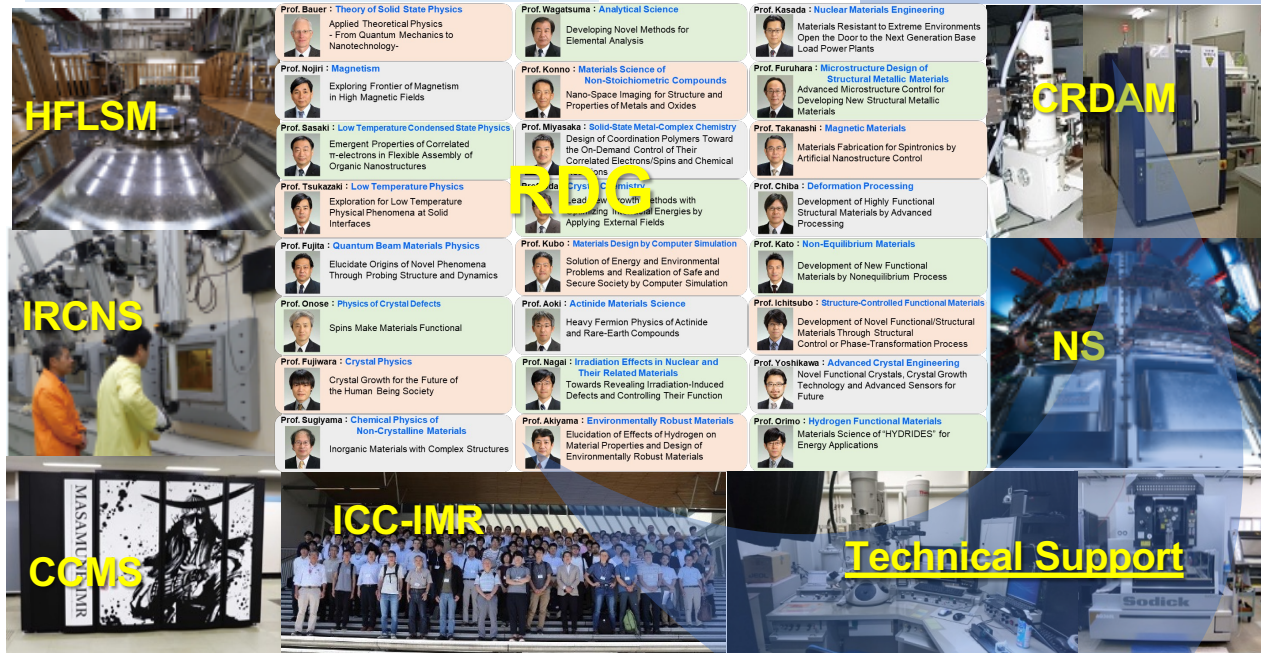 HFLSM
Prof. Bauer : Theory of Solid State Physics
Applied Theoretical Physics
- From Quantum Mechanics to
Nanotechnology-
Prof. Nojiri : Magnetism
Exploring Frontier of Magnetism
in High Magnetic Fields
Prof. Sasaki : Low Temperature Condensed State Physics
Emergent Properties of Correlated
π-electrons in Flexible Assembly of
Organic Nanostructures
Prof. Tsukazaki : Low Temperature Physics
Exploration for Low Temperature
Physical Phenomena at Solid
Interfaces
Prof. Fujita : Quantum Beam Materials Physics
Elucidate Origins of Novel Phenomena
Through Probing Structure and Dynamics
Prof. Onose : Physics of Crystal Defects
Spins Make Materials Functional
Prof. Fujiwara : Crystal Physics
Crystal Growth for the Future of
the Human Being Society
Prof. Sugiyama : Chemical Physics of
Non-Crystalline Materials
Inorganic Materials with Complex Structures
Prof. Wagatsuma : Analytical Science
Developing Novel Methods for
Elemental Analysis
Prof. Konno : Materials Science of
Non-Stoichiometric Compounds
Nano-Space Imaging for Structure and
Properties of Metals and Oxides
Prof. Miyasaka : Solid-State Metal-Complex Chemistry
Design of Coordination Polymers Toward
the On-Demand Control of Their
Correlated Electrons/Spins and Chemical
RDC
Crystal Chemistry
Methods with
Energies by
Applying External Fields
Prof. Kubo : Materials Design by Computer Simulation
Solution of Energy and Environmental
Problems and Realization of Safe and
Secure Society by Computer Simulation
Prof. Aoki : Actinide Materials Science
Heavy Fermion Physics of Actinide
and Rare-Earth Compounds
Prof. Nagai : Irradiation Effects in Nuclear and
Their Related Materials
Towards Revealing Irradiation-Induced
Defects and Controlling Their Function
Prof. Akiyama : Environmentally Robust Materials
Elucidation of Effects of Hydrogen on
Material Properties and Design of
Environmentally Robust Materials
Prof. Kasada : Nuclear Materials Engineering
Materials Resistant to Extreme Environments
Open the Door to the Next Generation Base
Load Power Plants
Prof. Furuhara : Microstructure Design of
Structural Metallic Materials
Advanced Microstructure Control for
Developing New Structural Metallic
Materials
Prof. Takanashi : Magnetic Materials
Materials Fabrication for Spintronics by
Artificial Nanostructure Control
Prof. Chiba : Deformation Processing
Development of Highly Functional
Structural Materials by Advanced
Processing
Prof. Kato : Non-Equilibrium Materials
Development of New Functional
Materials by Nonequilibrium Process
Prof. Ichitsubo : Structure-Controlled Functional Materials
Development of Novel Functional/Structural
Materials Through Structural
Control or Phase-Transformation Process
Prof. Yoshikawa : Advanced Crystal Engineering
Novel Functional Crystals, Crystal Growth
Technology and Advanced Sensors for
Future
Prof. Orimo : Hydrogen Functional Materials
Materials Science of "HYDRIDES" for
Energy Applications
CRDAM
IRCNS
NS
CCMS
MASAMUNE-IMR
ICC-IMR
Technical Support
Sodick